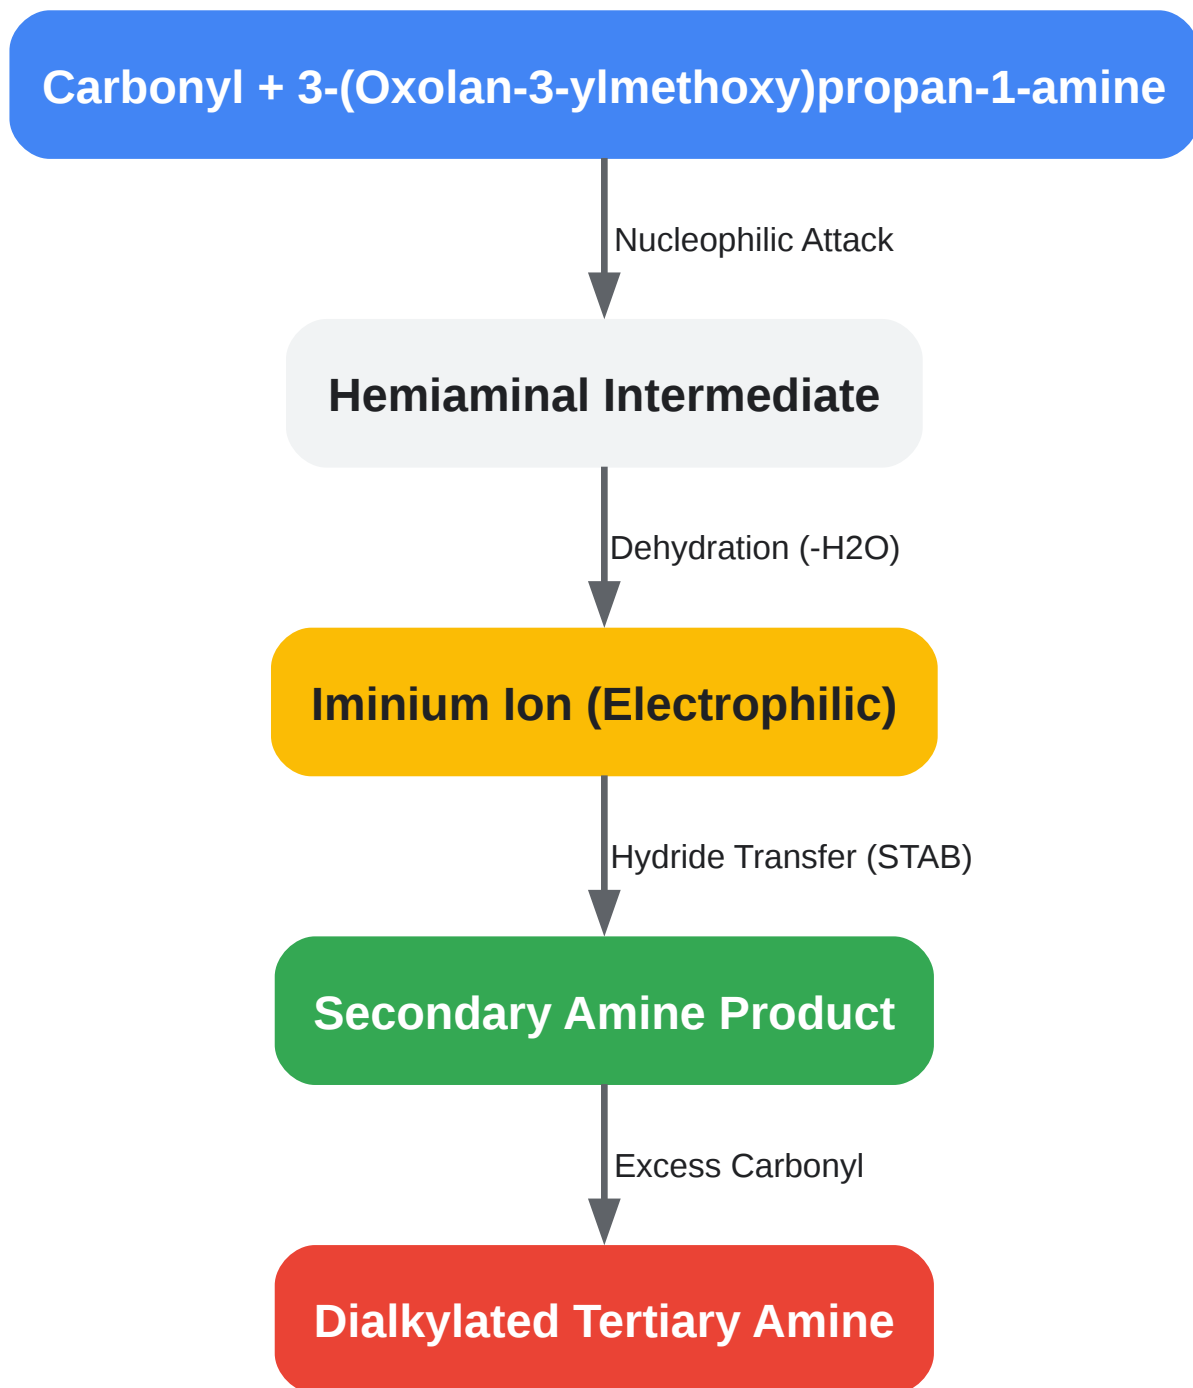 Carbonyl + 3-(Oxolan-3-ylmethoxy)propan-1-amine
Nucleophilic Attack
Hemiaminal Intermediate
Dehydration (-H2O)
Iminium Ion (Electrophilic)
Hydride Transfer (STAB)
Secondary Amine Product
Excess Carbonyl
Dialkylated Tertiary Amine